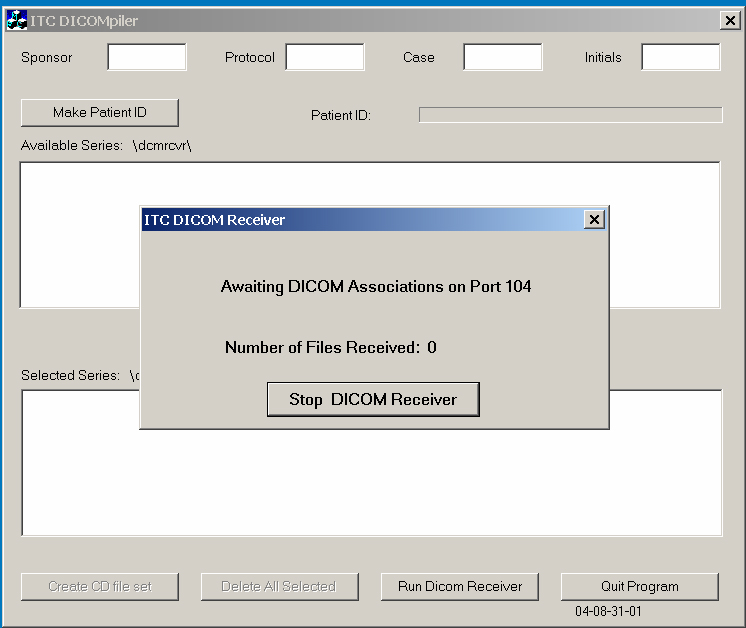 ITC DICOMpiler
Sponsor Protocol Case Initials
Make Patient ID Patient ID:
Available Series: \dcmrcvr\
ITC DICOM Receiver
Awaiting DICOM Associations on Port 104
Number of Files Received: 0
Selected Series:
Stop DICOM Receiver
Create CD file set Delete All Selected Run Dicom Receiver Quit Program
04-08-31-01